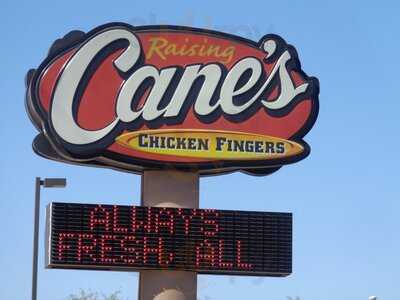 Raising
Cane's
CHICKEN FINGERS
ALWAYS
FRESH, ALL